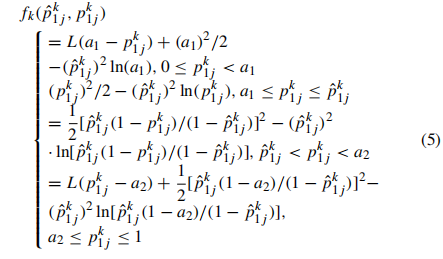 f_k(p̂^k_{1j}, p^k_{1j})
= L(a_1 − p^k_{1j}) + (a_1)^2/2
−(p̂^k_{1j})^2 ln(a_1), 0 ≤ p^k_{1j} < a_1
(p^k_{1j})^2/2 − (p̂^k_{1j})^2 ln(p^k_{1j}), a_1 ≤ p^k_{1j} ≤ p̂^k_{1j}
= \frac{1}{2}[p̂^k_{1j}(1 − p^k_{1j})/(1 − p̂^k_{1j})]^2 − (p̂^k_{1j})^2
· ln[p̂^k_{1j}(1 − p^k_{1j})/(1 − p̂^k_{1j})], p̂^k_{1j} < p^k_{1j} < a_2
= L(p^k_{1j} − a_2) + \frac{1}{2}[p̂^k_{1j}(1 − a_2)/(1 − p̂^k_{1j})]^2−
(p̂^k_{1j})^2 ln[p̂^k_{1j}(1 − a_2)/(1 − p̂^k_{1j})],
a_2 ≤ p^k_{1j} ≤ 1
(5)